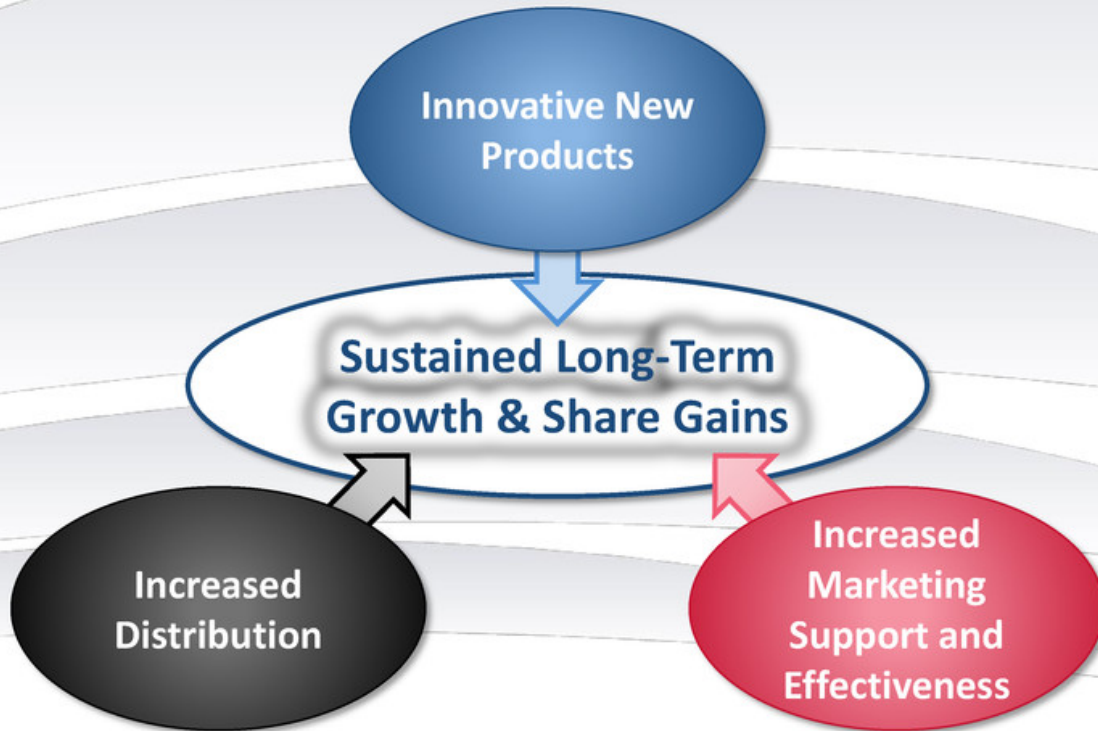 Innovative New
Products
Sustained Long-Term
Growth & Share Gains
Increased
Distribution
Increased
Marketing
Support and
Effectiveness